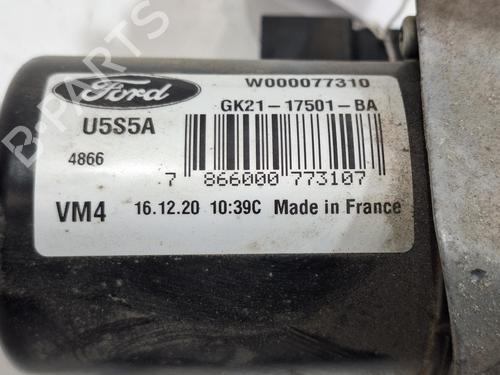 Ford
W000077310
GK21-17501-BA
U5S5A
4866
7 866000 773107
VM4 16.12.20 10:39C Made in France
B-PARTS